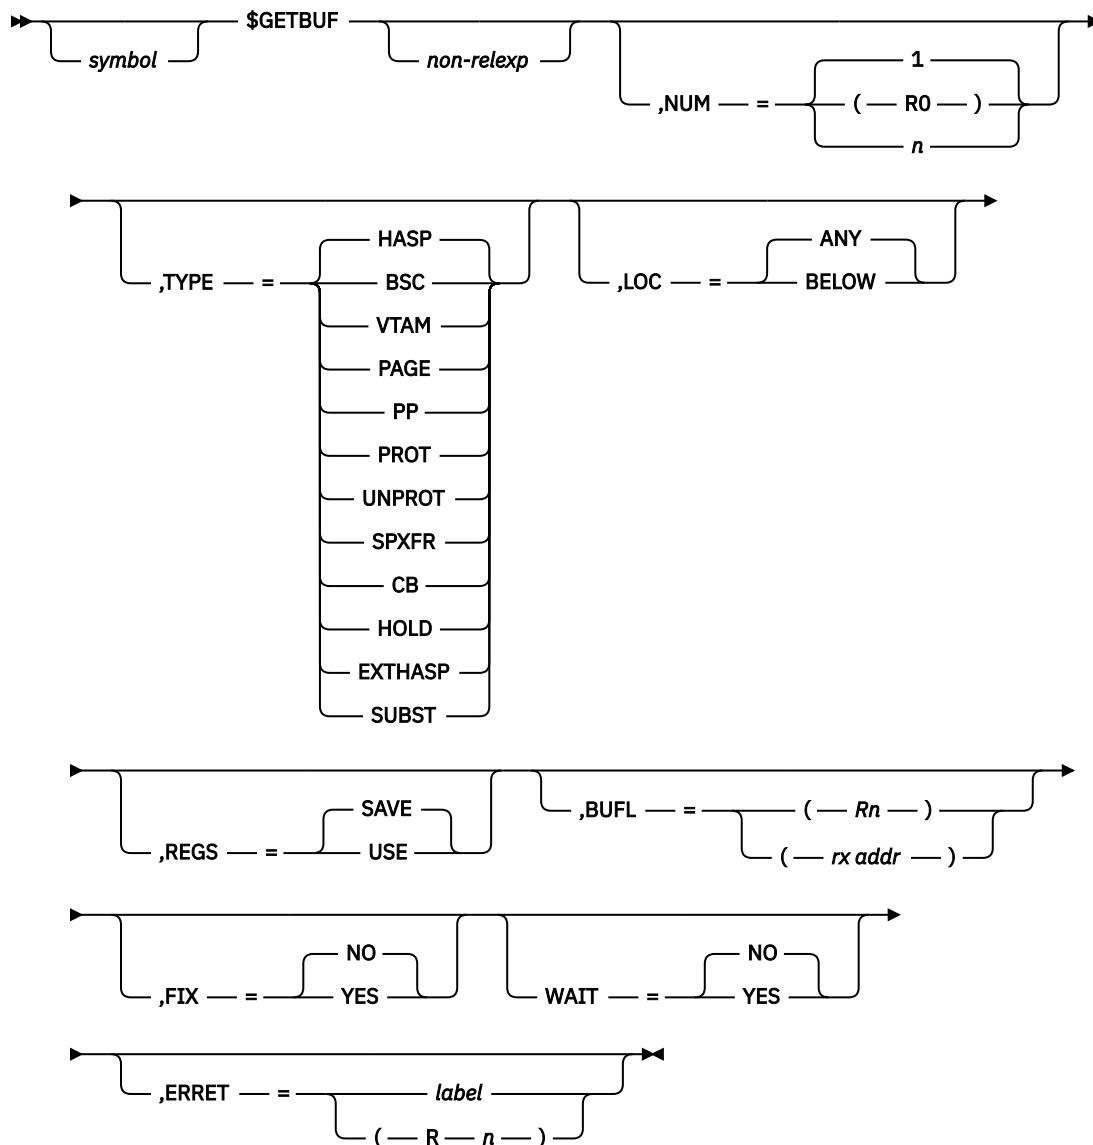 $GETBUF
symbol non-relexp 1
,NUM = ( R0 )
n
HASP ANY
,TYPE = BSC ,LOC = BELOW
VTAM
PAGE
PP
PROT
UNPROT
SPXFR
CB
HOLD
EXTHASP
SUBST
SAVE ,BUFL = ( Rn )
,REGS = USE ( rx addr )
NO NO
,FIX = YES WAIT = YES
,ERRET = label
( R n )